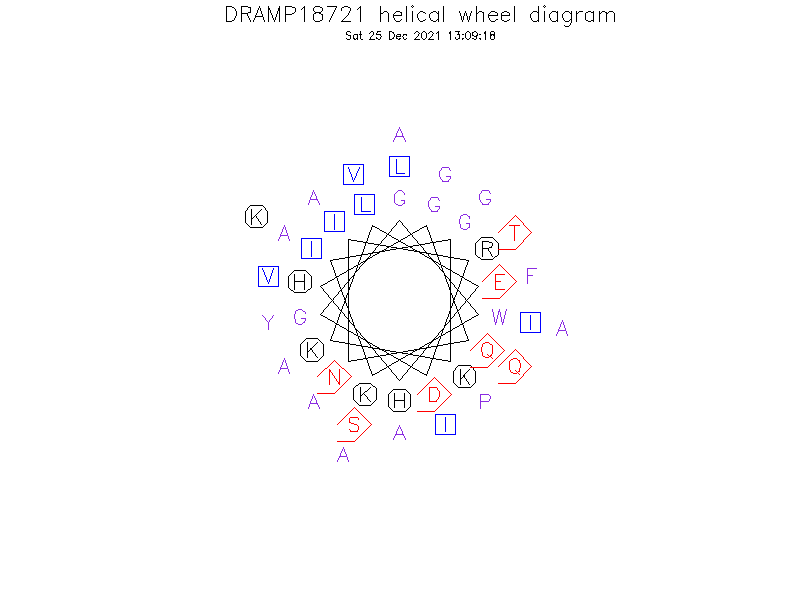 DRAMP18721 helical wheel diagram
Sat 25 Dec 2021 13:09:18
A
L
V
G
A
L
G
G
G
K
I
G
T
A
I
R
V
H
E
F
Y
G
W
I
A
K
Q
A
N
K
Q
A
K
H
D
P
S
A
I
A